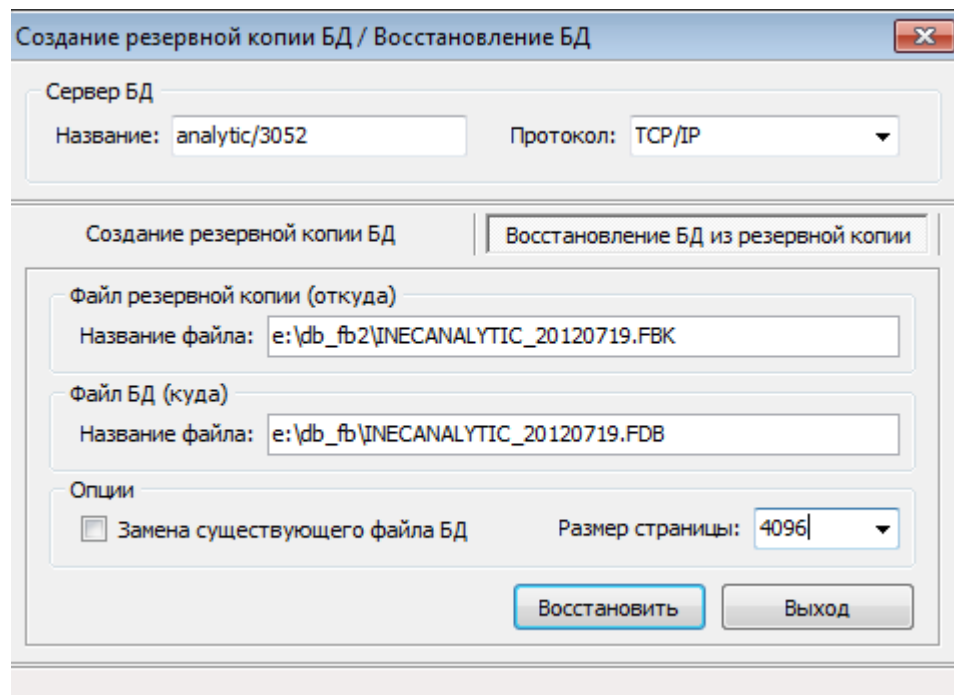 Создание резервной копии БД / Восстановление БД
Сервер БД
Название: analytic/3052 Протокол: TCP/IP
Создание резервной копии БД Восстановление БД из резервной копии
Файл резервной копии (откуда)
Название файла: e:\db_fb2\INECANALYTIC_20120719.FBK
Файл БД (куда)
Название файла: e:\db_fb\INECANALYTIC_20120719.FDB
Опции
Замена существующего файла БД Размер страницы: 4096
Восстановить Выход